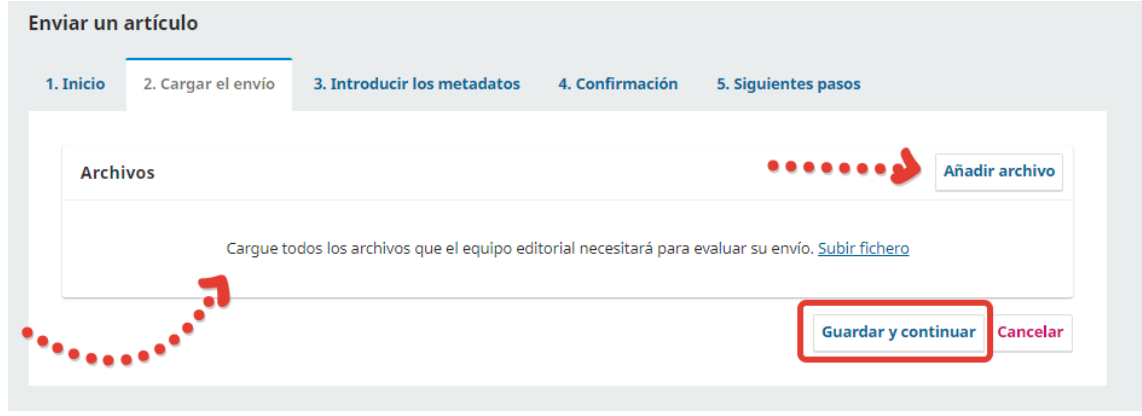 Enviar un artículo
1. Inicio 2. Cargar el envío 3. Introducir los metadatos 4. Confirmación 5. Siguientes pasos
Archivos Añadir archivo
Cargue todos los archivos que el equipo editorial necesitará para evaluar su envío. Subir fichero
Guardar y continuar Cancelar